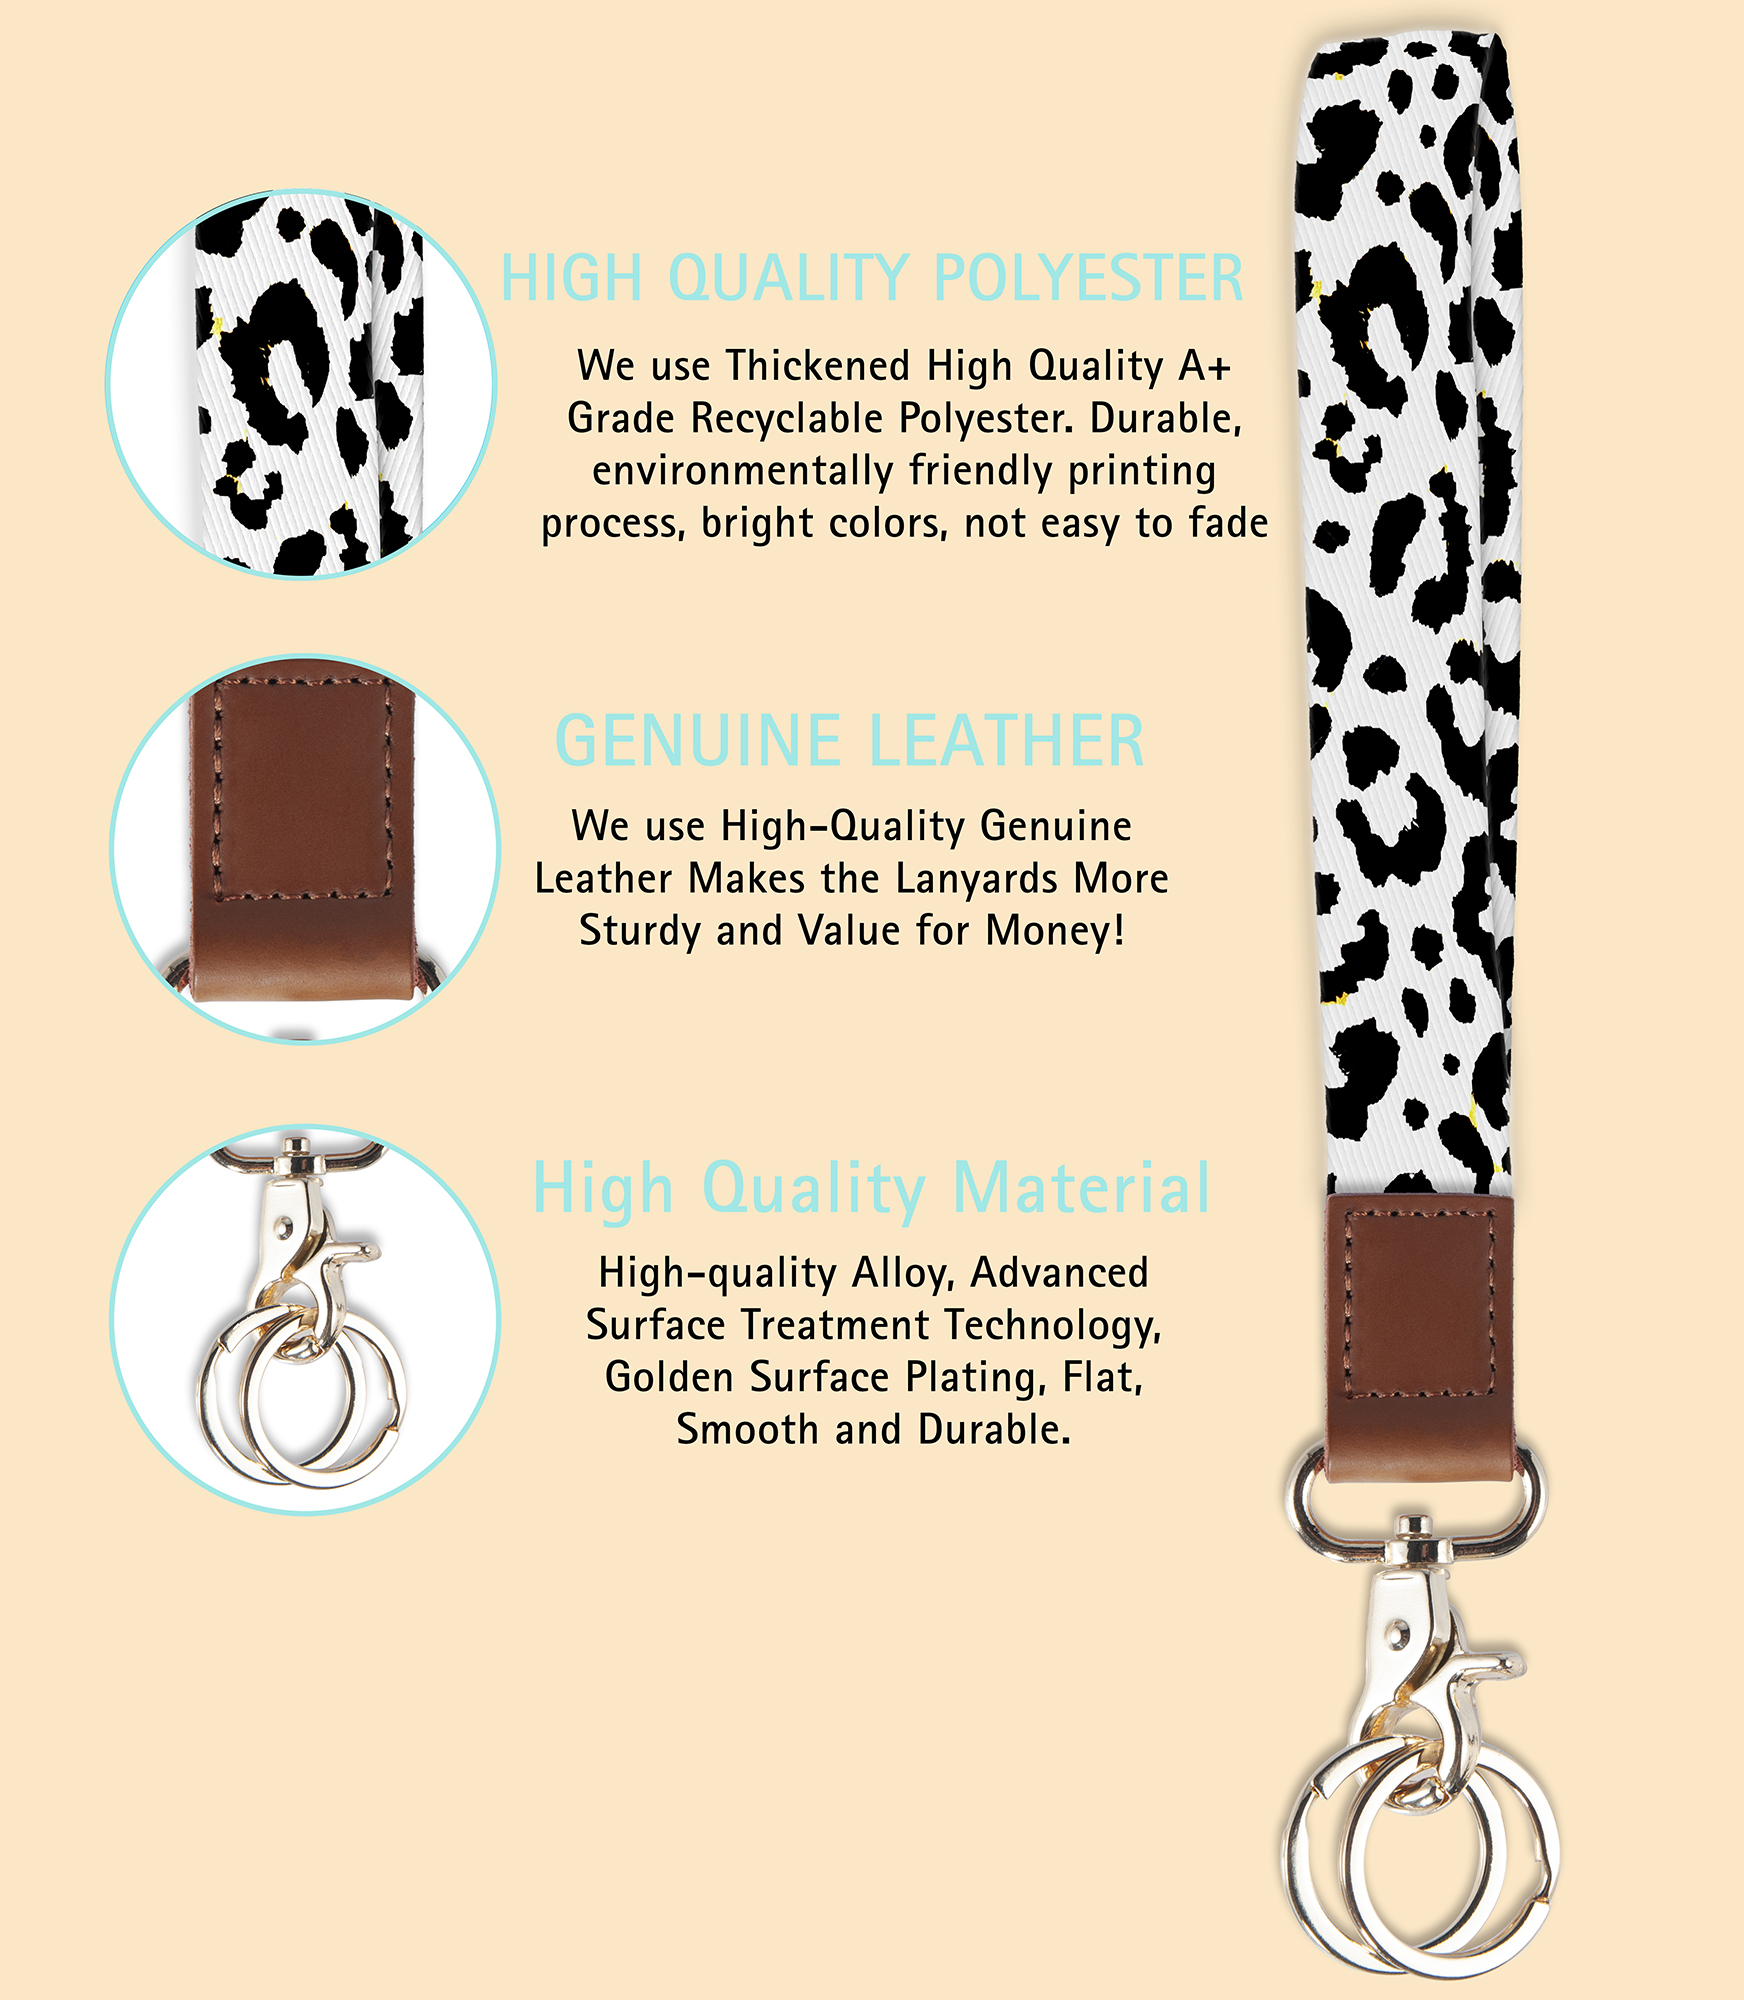 HIGH QUALITY POLYESTER
We use Thickened High Quality A+
Grade Recyclable Polyester. Durable,
environmentally friendly printing
process, bright colors, not easy to fade
GENUINE LEATHER
We use High-Quality Genuine
Leather Makes the Lanyards More
Sturdy and Value for Money!
High Quality Material
High-quality Alloy, Advanced
Surface Treatment Technology,
Golden Surface Plating, Flat,
Smooth and Durable.